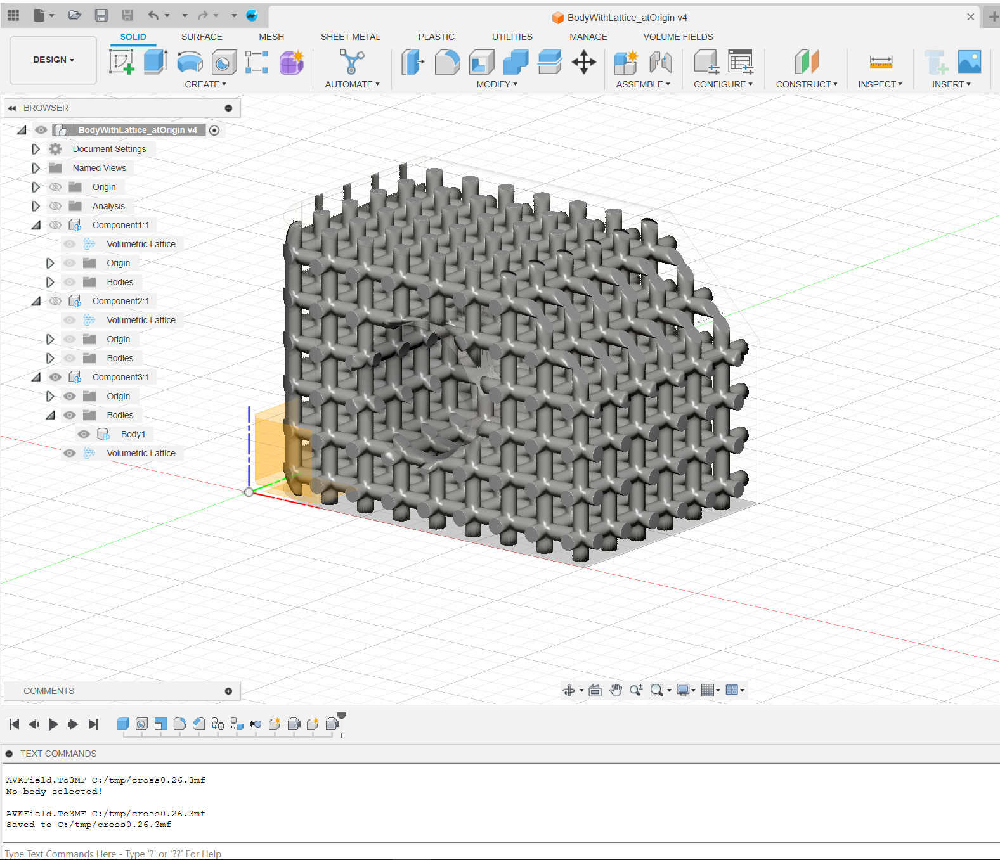 BodyWithLattice_atOrigin v4
SOLID SURFACE MESH SHEET METAL PLASTIC UTILITIES MANAGE VOLUME FIELDS
DESIGN
CREATE AUTOMATE MODIFY ASSEMBLE CONFIGURE CONSTRUCT INSPECT INSERT
BROWSER
BodyWithLattice_atOrigin v4
Document Settings
Named Views
Origin
Analysis
Component1:1
Volumetric Lattice
Origin
Bodies
Component2:1
Volumetric Lattice
Origin
Bodies
Component3:1
Origin
Bodies
Body1
Volumetric Lattice
COMMENTS
TEXT COMMANDS
AVKField.To3MF C:/tmp/cross0.26.3mf
No body selected!
AVKField.To3MF C:/tmp/cross0.26.3mf
Saved to C:/tmp/cross0.26.3mf
Type Text Commands Here - Type '?' or '??' For Help